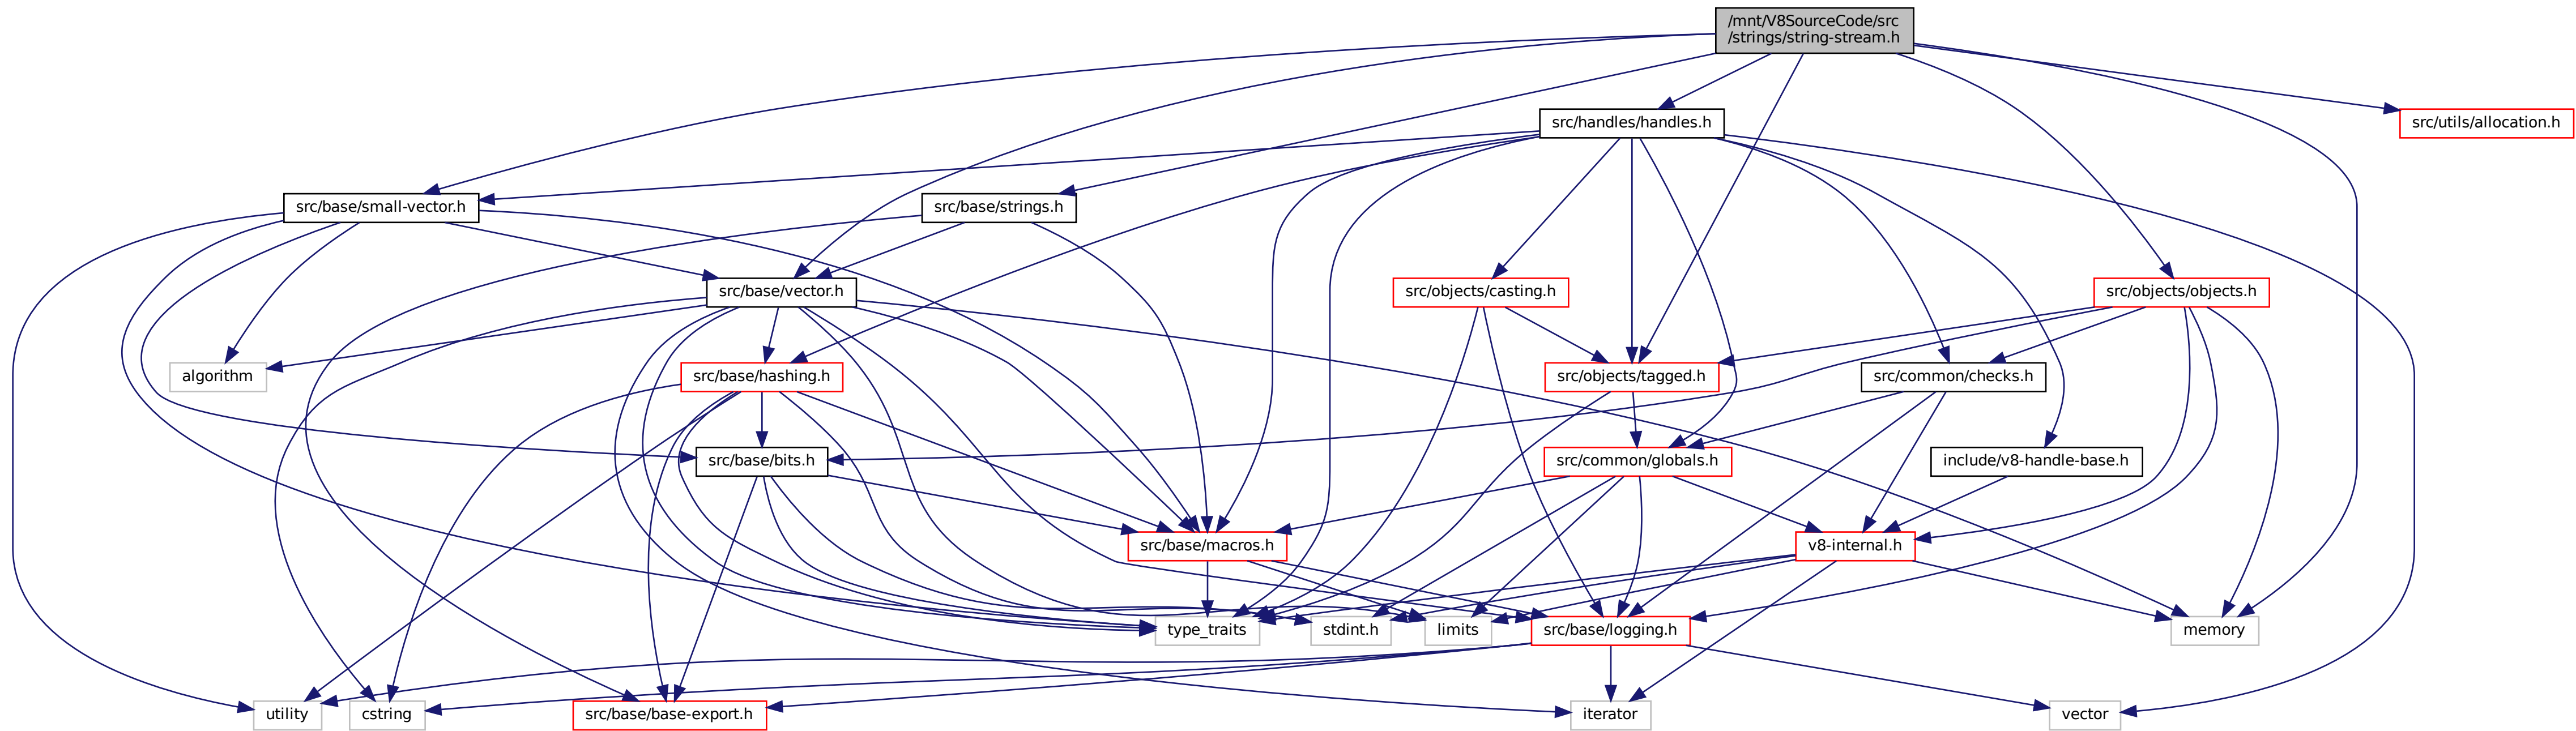 /mnt/V8SourceCode/src
/strings/string-stream.h
src/handles/handles.h
src/utils/allocation.h
src/base/small-vector.h
src/base/strings.h
src/base/vector.h
src/objects/casting.h
src/objects/objects.h
algorithm
src/base/hashing.h
src/objects/tagged.h
src/common/checks.h
src/base/bits.h
src/common/globals.h
include/v8-handle-base.h
src/base/macros.h
v8-internal.h
type_traits
stdint.h
limits
src/base/logging.h
memory
utility
cstring
src/base/base-export.h
iterator
vector